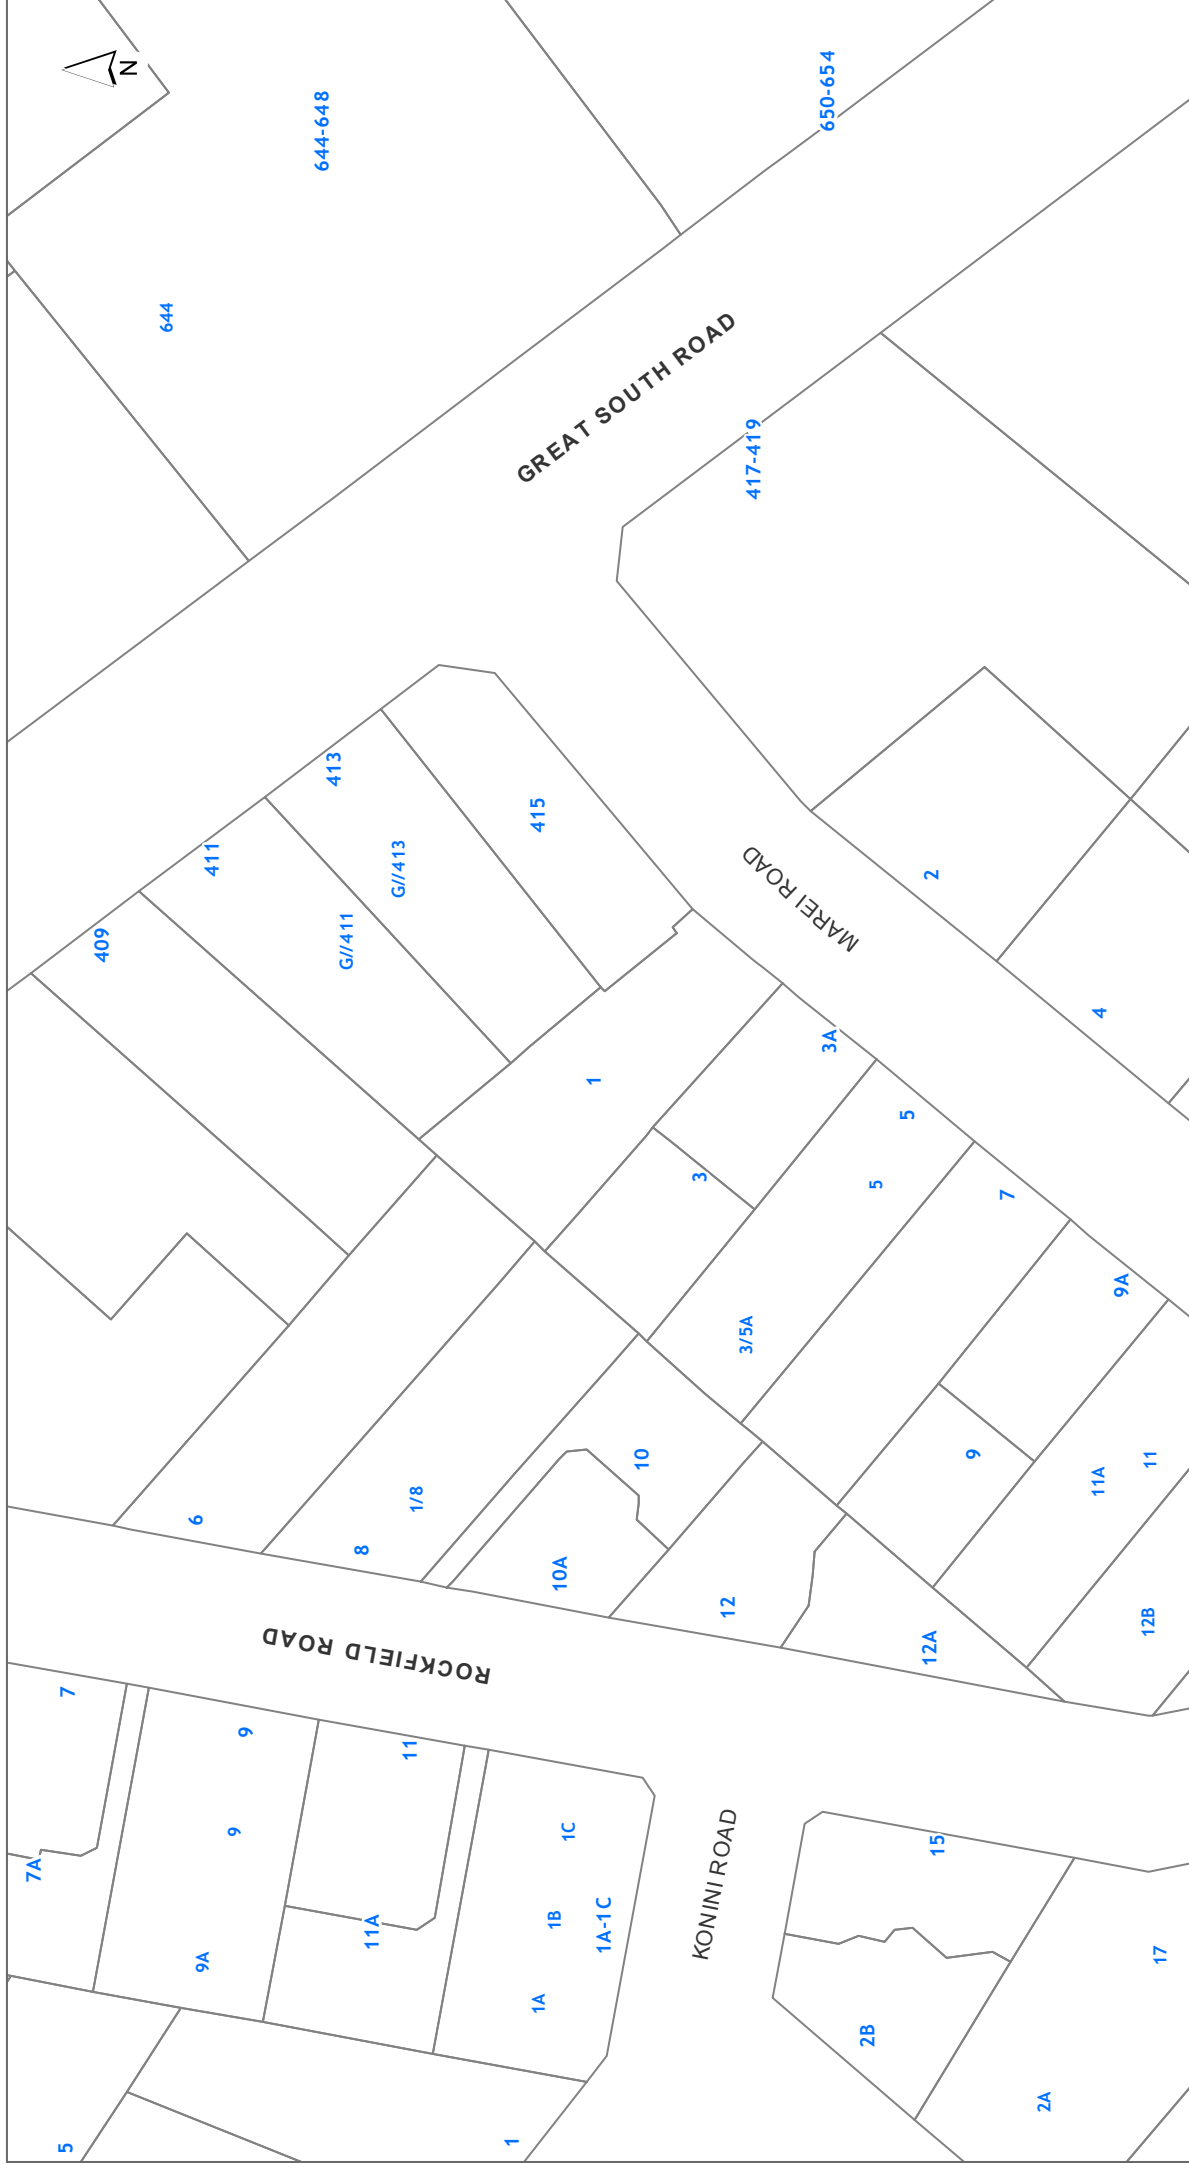 N
644-648
650-654
644
GREAT SOUTH ROAD
417-419
413
415
411
G//413
G//411
409
MAREI ROAD
2
4
1
3A
3
5
5
7
3/5A
9A
9
11A
11
6
1/8
8
10
10A
12
12A
12B
ROCKFIELD ROAD
7
7A
9
9
9A
11
11A
1C
1B
1A-1C
1A
KONINI ROAD
15
17
2B
2A
5
1